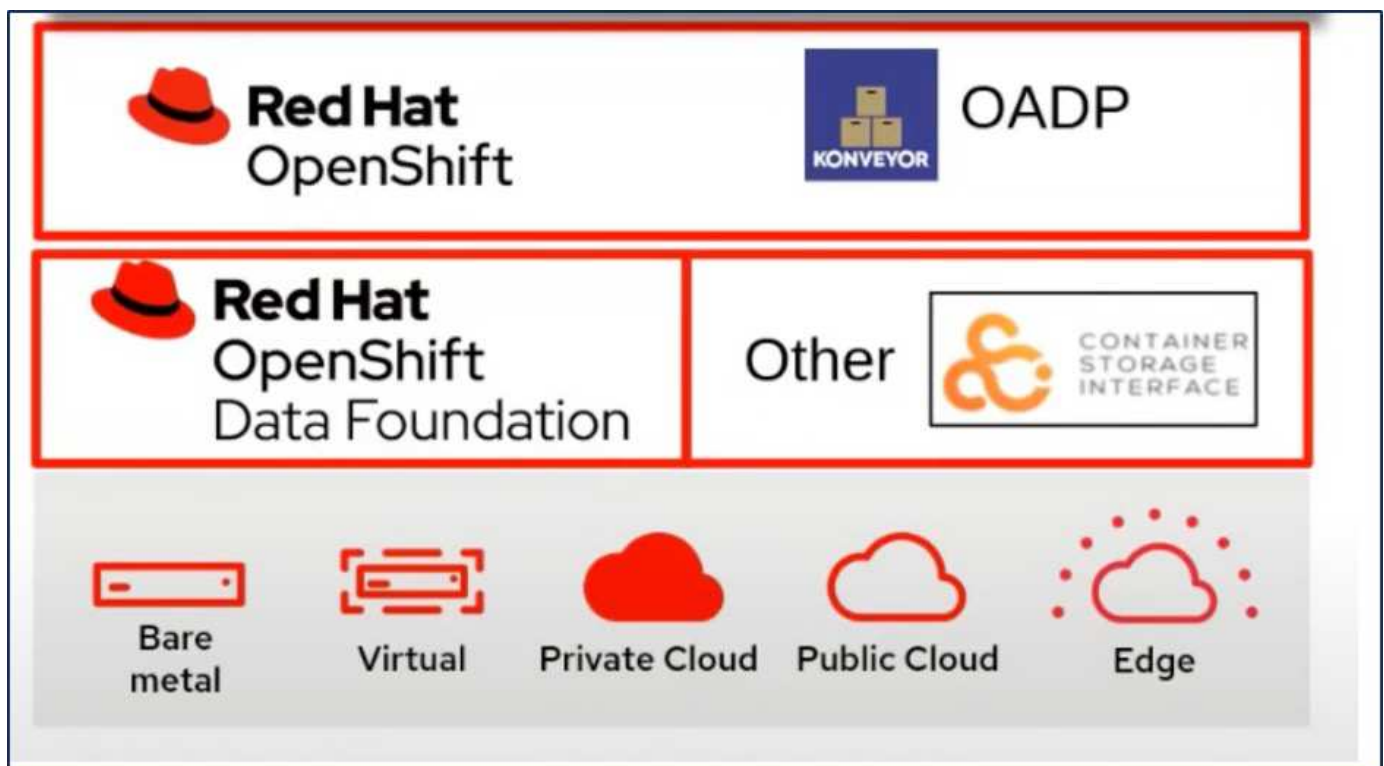 Red Hat
OpenShift
KONVEYOR
OADP
Red Hat
OpenShift
Data Foundation
Other
CONTAINER
STORAGE
INTERFACE
Bare
metal
Virtual
Private Cloud
Public Cloud
Edge